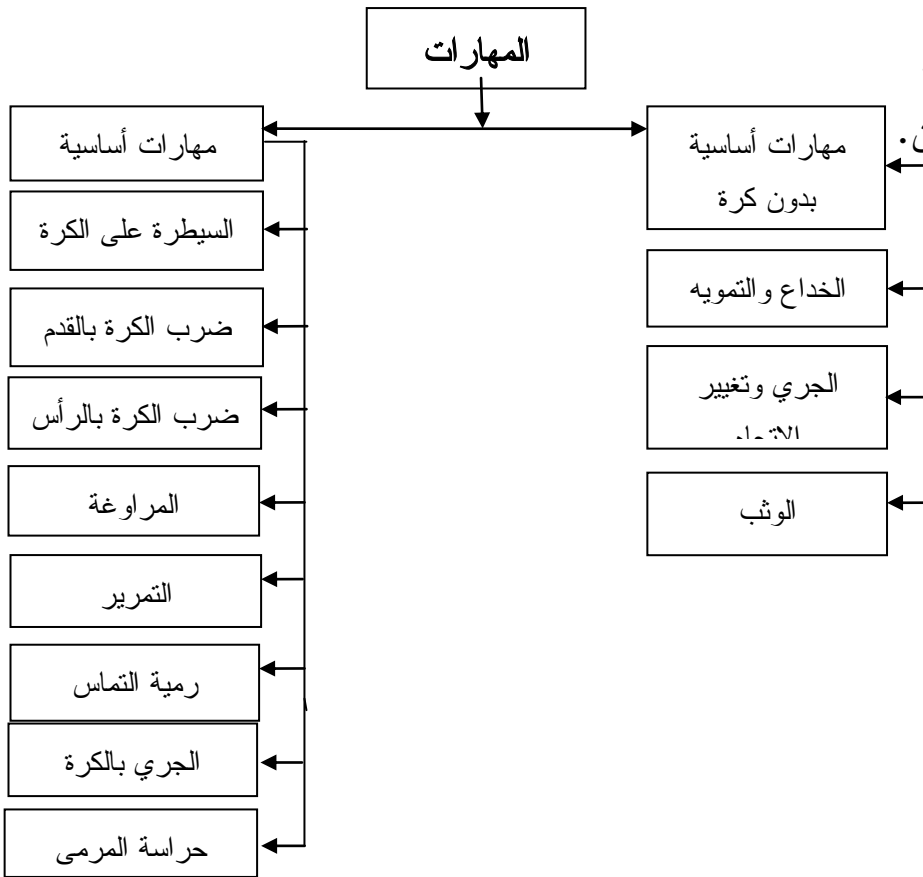 المهارات
مهارات أساسية
بدون كرة
الخداع والتمويه
الجري وتغيير
الوثب
مهارات أساسية
السيطرة على الكرة
ضرب الكرة بالقدم
ضرب الكرة بالرأس
المراوغة
التمرير
رمية التماس
الجري بالكرة
حراسة المرمى